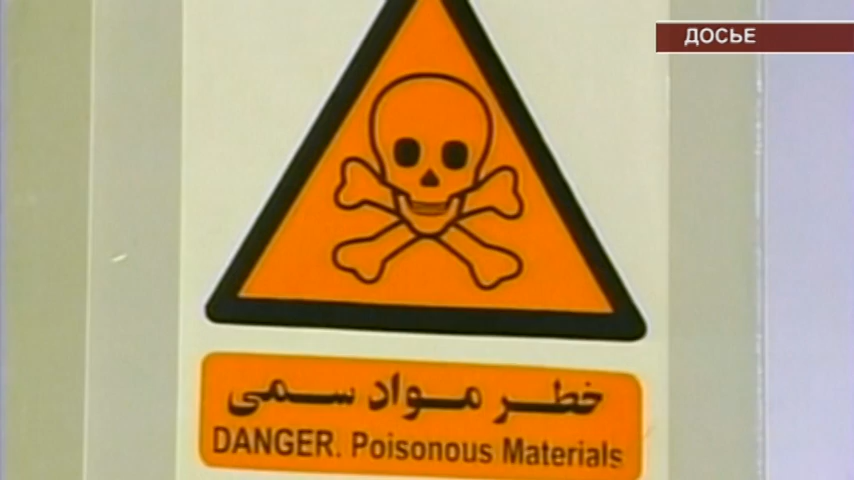 ДОСЬЕ
خطر مواد سمی
DANGER. Poisonous Materials